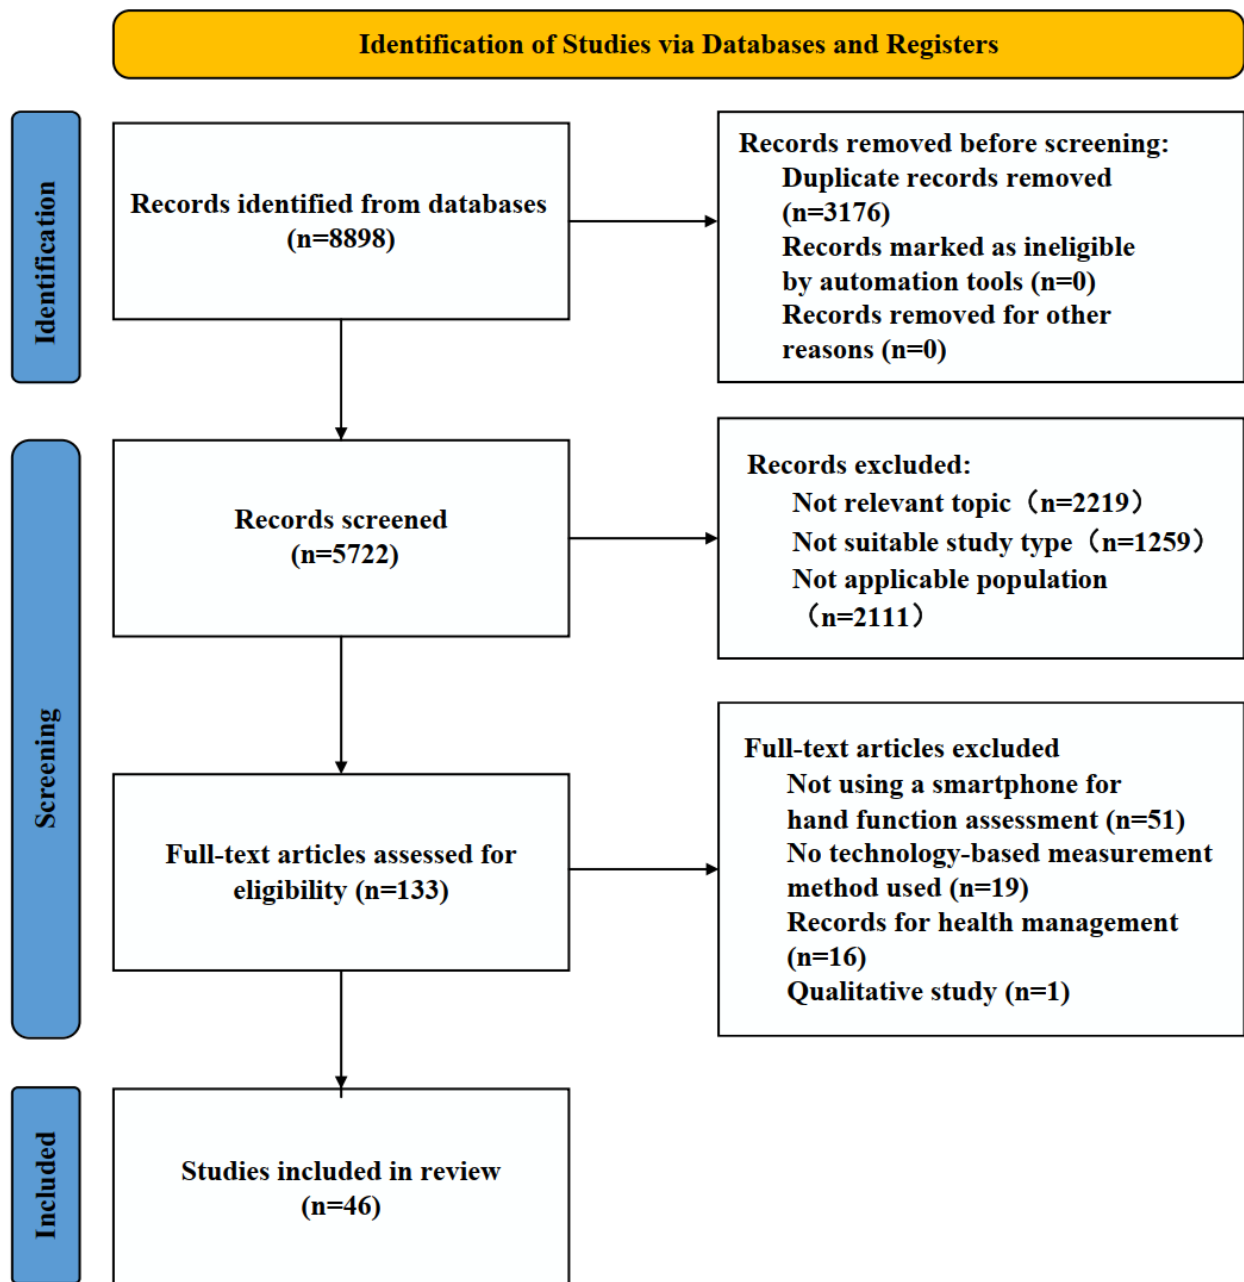 Identification of Studies via Databases and Registers
Identification
Records identified from databases
(n=8898)
Records removed before screening:
Duplicate records removed
(n=3176)
Records marked as ineligible
by automation tools (n=0)
Records removed for other
reasons (n=0)
Screening
Records screened
(n=5722)
Records excluded:
Not relevant topic（n=2219）
Not suitable study type（n=1259）
Not applicable population
（n=2111）
Full-text articles assessed for
eligibility (n=133)
Full-text articles excluded
Not using a smartphone for
hand function assessment (n=51)
No technology-based measurement
method used (n=19)
Records for health management
(n=16)
Qualitative study (n=1)
Included
Studies included in review
(n=46)